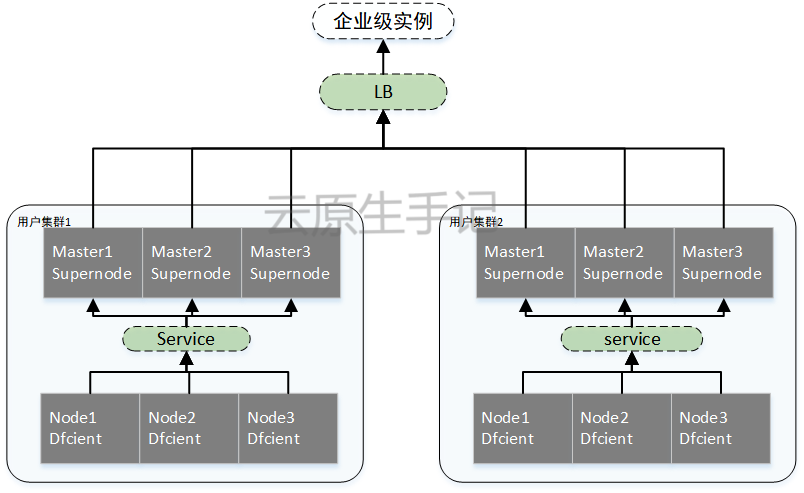 企业级实例
LB
云原生手记
用户集群1
Master1
Supernode
Master2
Supernode
Master3
Supernode
Service
Node1
Dfcient
Node2
Dfcient
Node3
Dfcient
用户集群2
Master1
Supernode
Master2
Supernode
Master3
Supernode
service
Node1
Dfcient
Node2
Dfcient
Node3
Dfcient